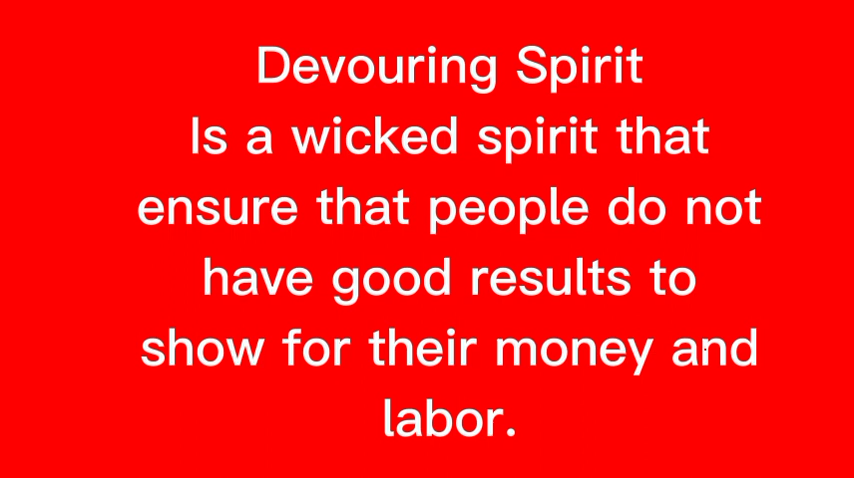 Devouring Spirit
Is a wicked spirit that
ensure that people do not
have good results to
show for their money and
labor.